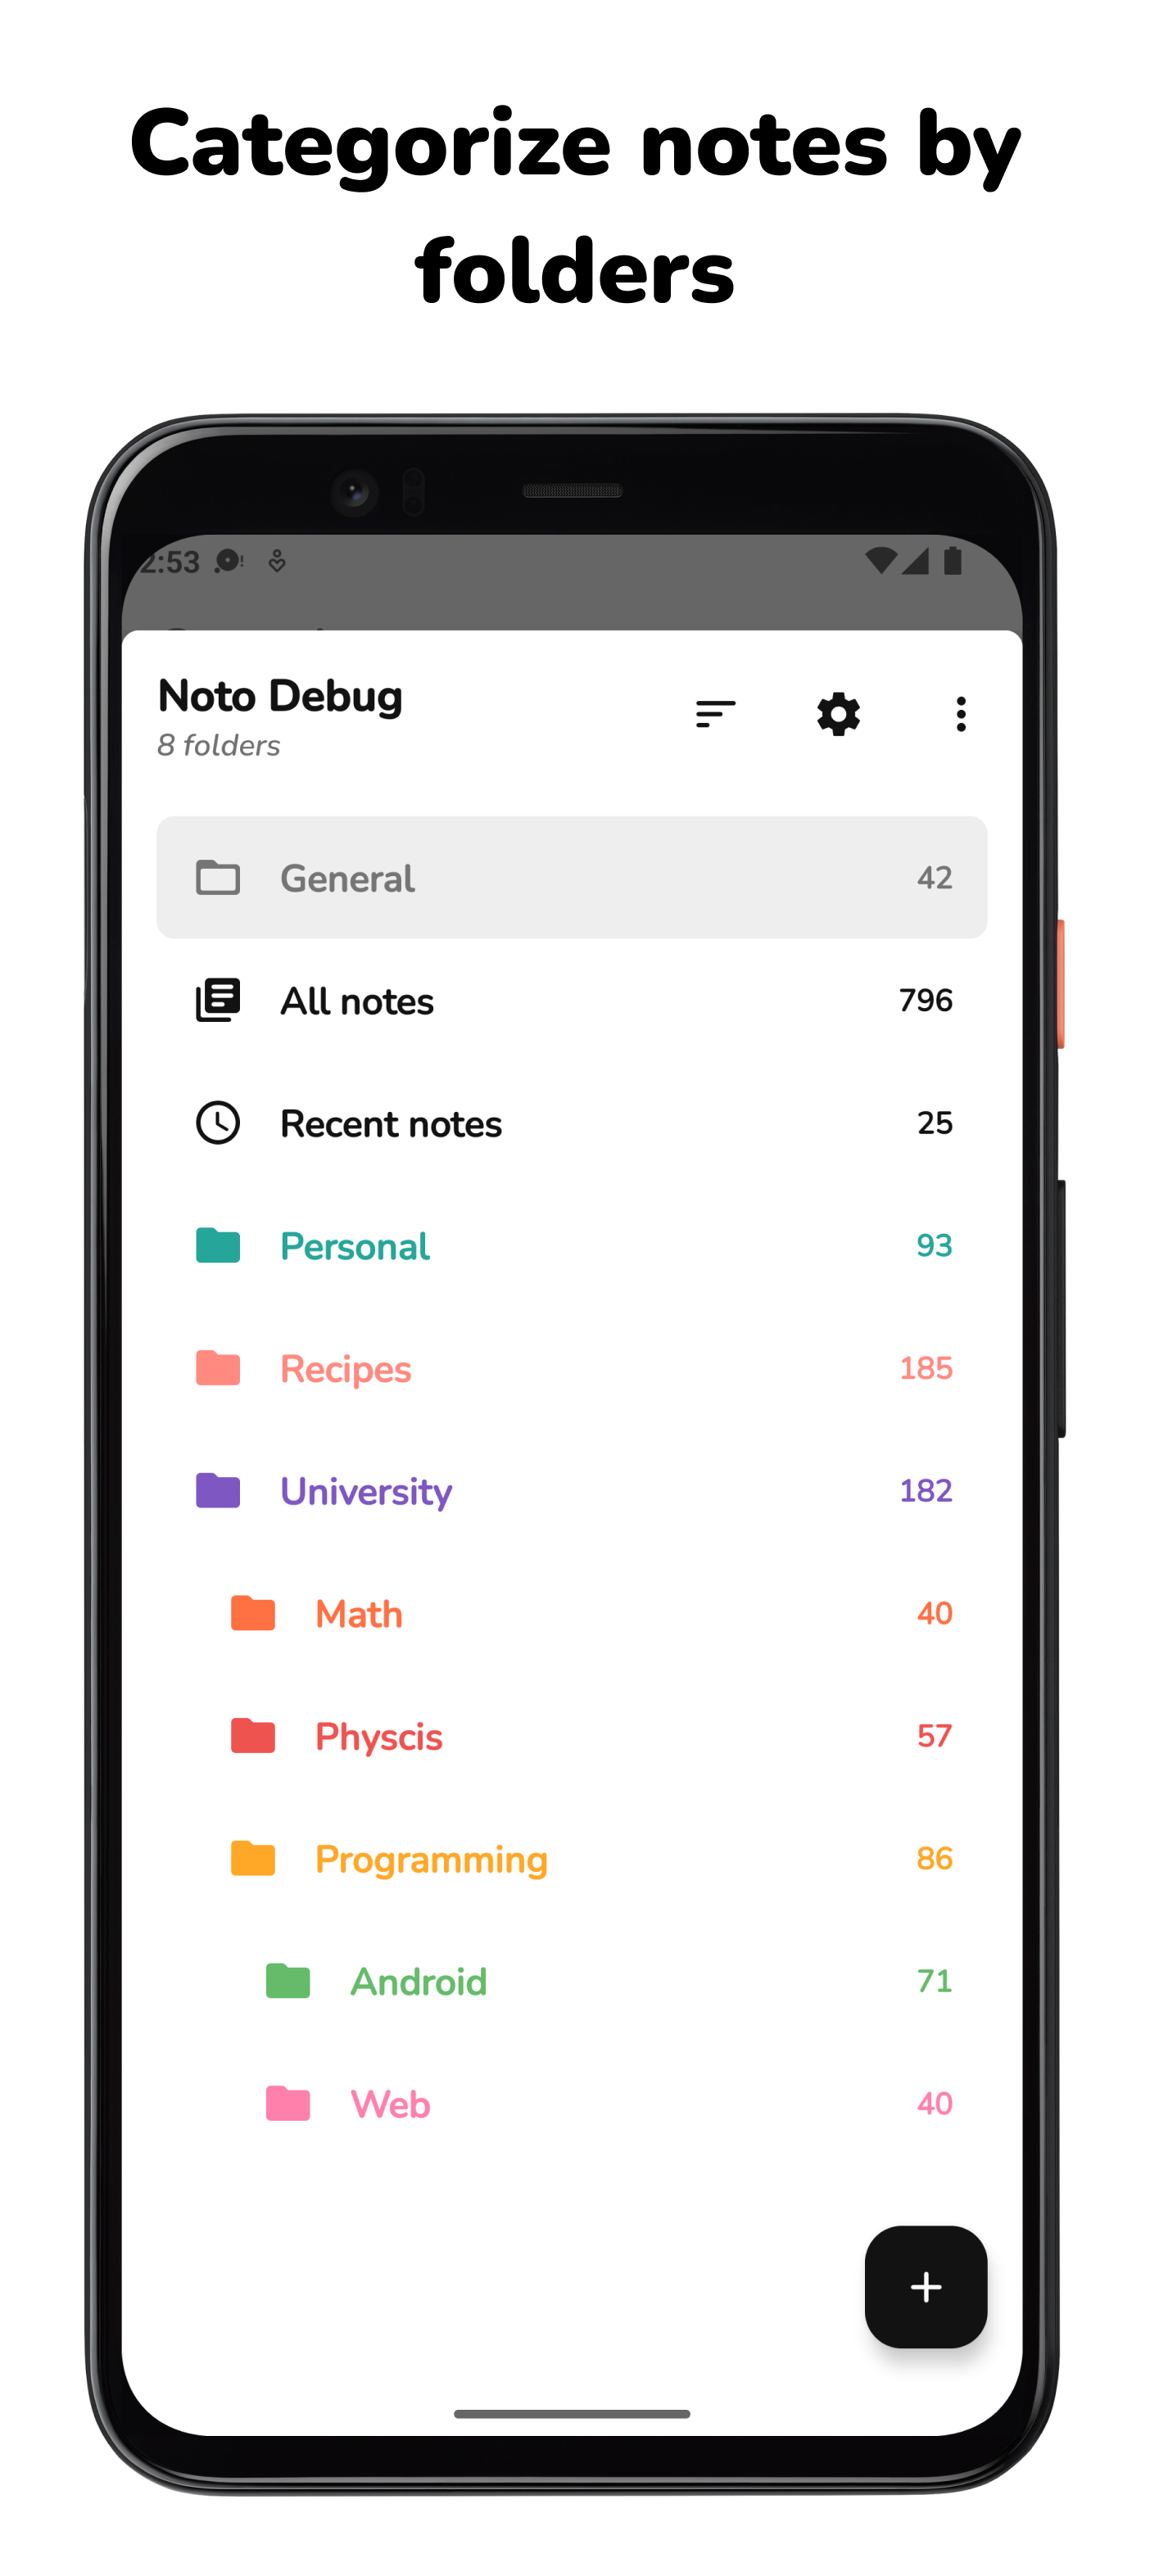 Categorize notes by
folders
2:53
Noto Debug
8 folders
General 42
All notes 796
Recent notes 25
Personal 93
Recipes 185
University 182
Math 40
Physcis 57
Programming 86
Android 71
Web 40